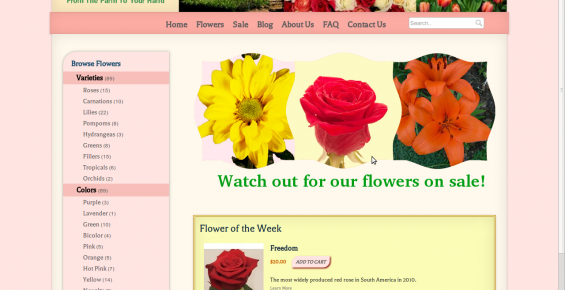 From The Farm To Your Hand
Home Flowers Sale Blog About Us FAQ Contact Us
Search...
Browse Flowers
Varieties (89)
Roses (15)
Carnations (10)
Lilies (22)
Pompoms (8)
Hydrangeas (3)
Greens (8)
Fillers (15)
Tropicals (6)
Orchids (2)
Colors (89)
Purple (3)
Lavender (1)
Green (10)
Bicolor (4)
Pink (5)
Orange (8)
Hot Pink (7)
Yellow (14)
Watch out for our flowers on sale!
Flower of the Week
Freedom
$20.00 ADD TO CART
The most widely produced red rose in South America in 2010.
Learn More